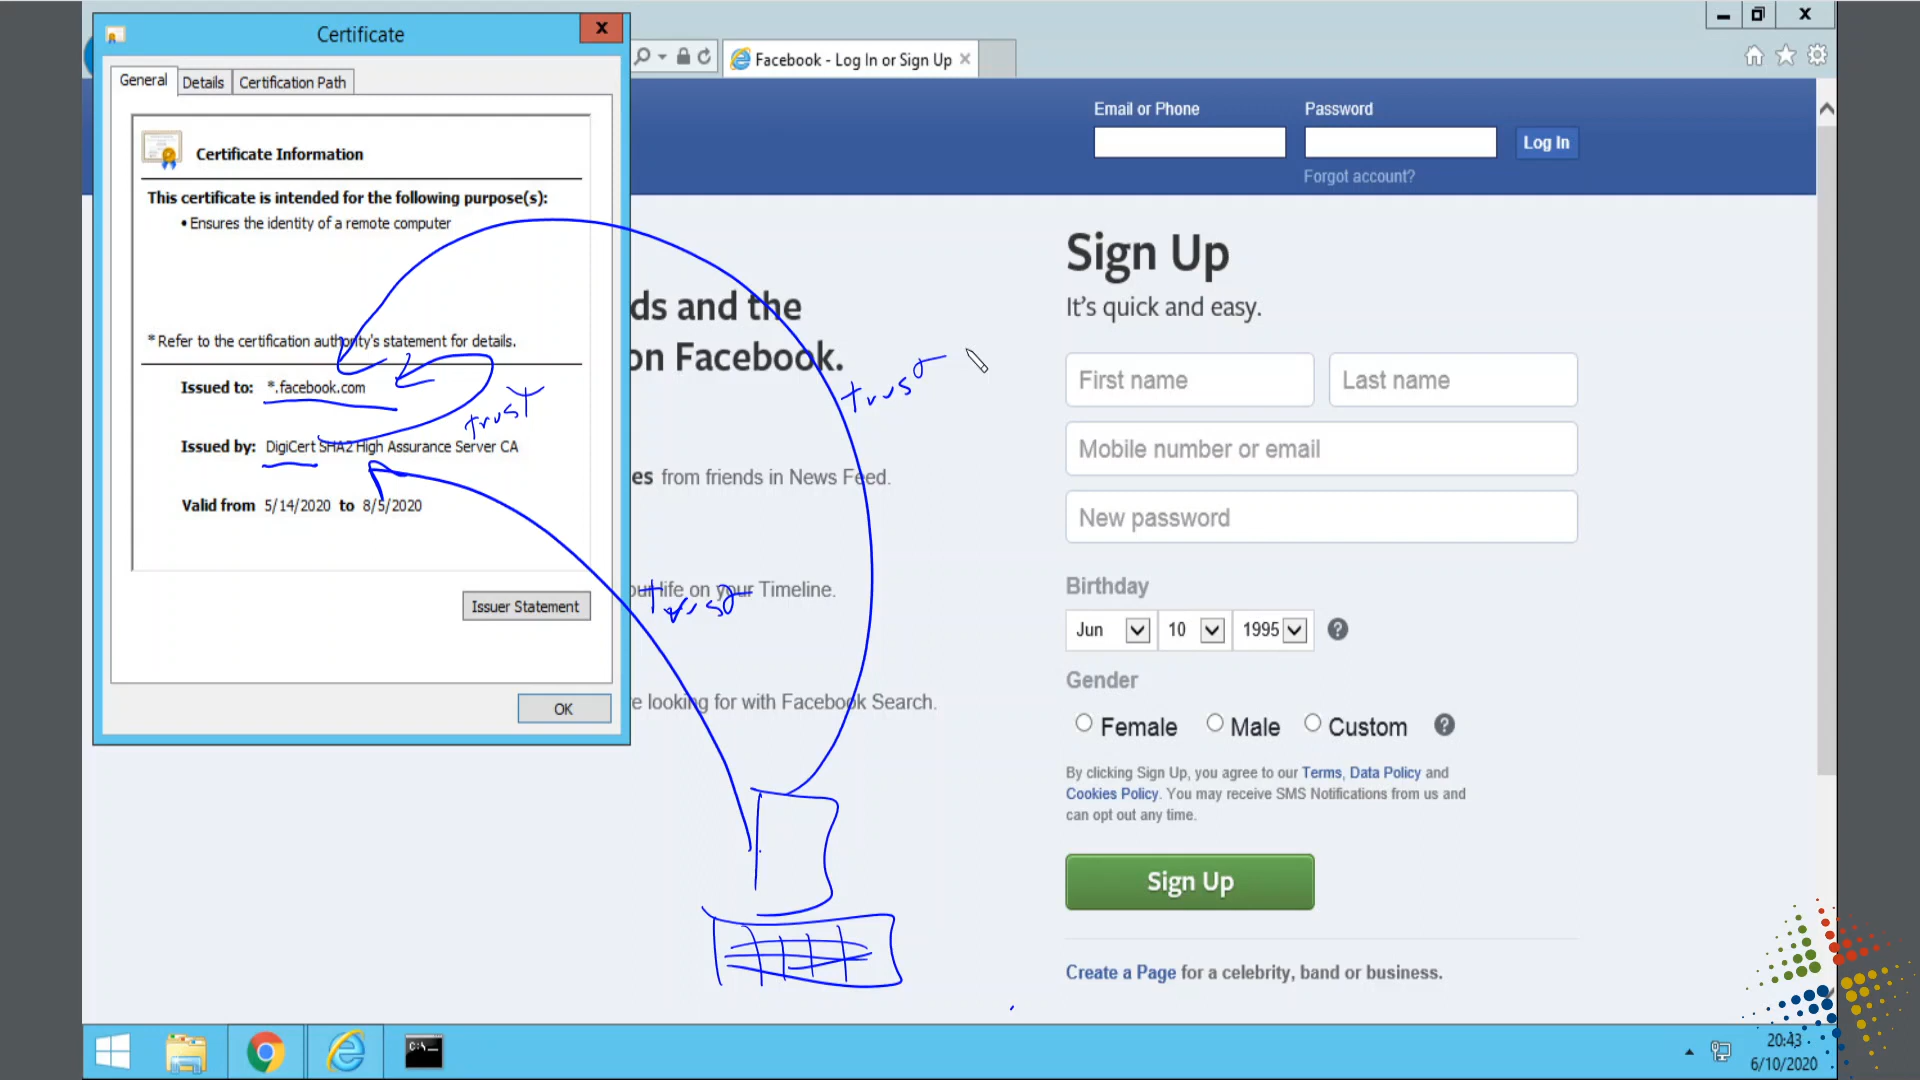 Certificate
X
General Details Certification Path
Certificate Information
This certificate is intended for the following purpose(s):
• Ensures the identity of a remote computer
* Refer to the certification authority's statement for details.
Issued to: *.facebook.com
trust
Issued by: DigiCert SHA2 High Assurance Server CA
Valid from 5/14/2020 to 8/5/2020
Issuer Statement
OK
Facebook - Log In or Sign Up
Email or Phone
Password
Log In
Forgot account?
ds and the
on Facebook.
trust
es from friends in News Feed.
our life on your Timeline.
trust
e looking for with Facebook Search.
Sign Up
It's quick and easy.
First name
Last name
Mobile number or email
New password
Birthday
Jun 10 1995 ?
Gender
Female Male Custom ?
By clicking Sign Up, you agree to our Terms, Data Policy and
Cookies Policy. You may receive SMS Notifications from us and
can opt out any time.
Sign Up
Create a Page for a celebrity, band or business.
C:\_
20:43
6/10/2020